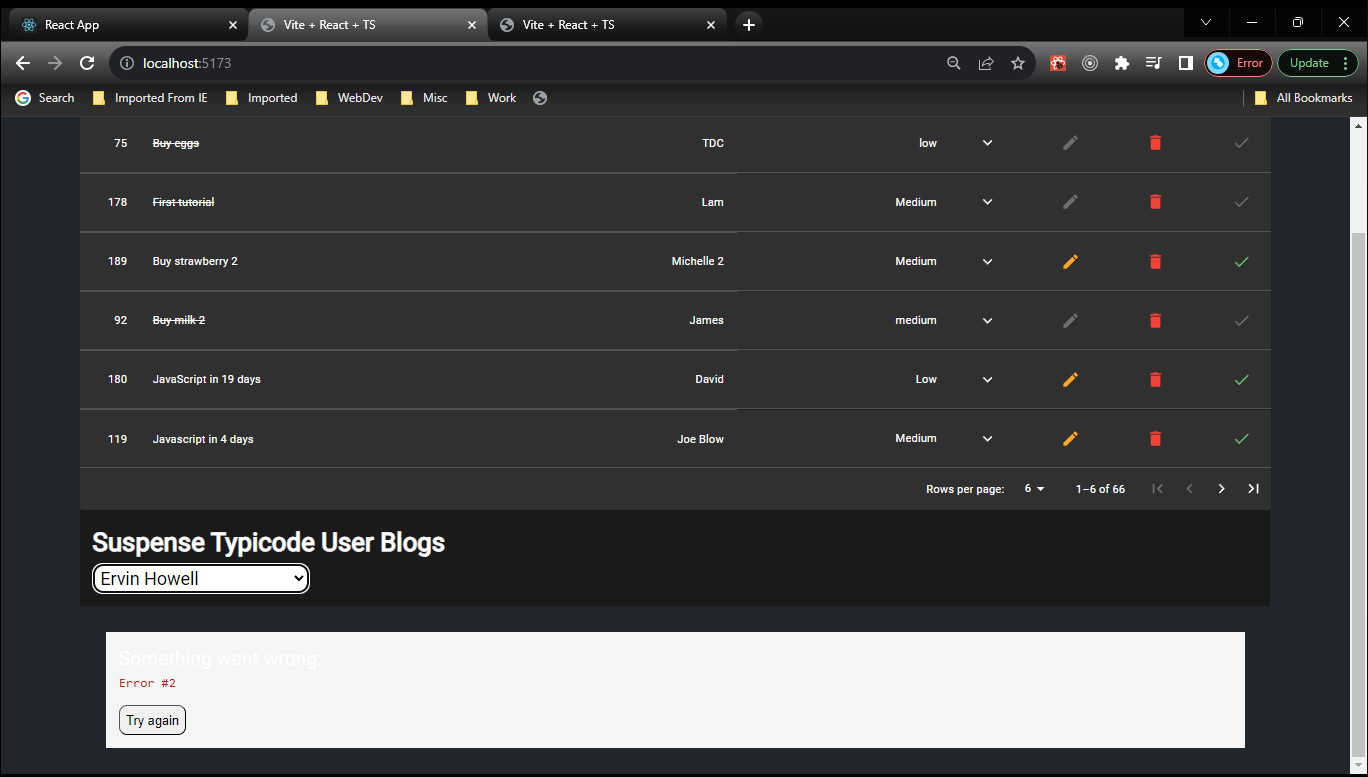 React App
Vite + React + TS
Vite + React + TS
localhost:5173
Error
Update
Search
Imported From IE
Imported
WebDev
Misc
Work
All Bookmarks
75 Buy eggs TDC low
178 First tutorial Lam Medium
189 Buy strawberry 2 Michelle 2 Medium
92 Buy milk 2 James medium
180 JavaScript in 19 days David Low
119 Javascript in 4 days Joe Blow Medium
Rows per page: 6 1–6 of 66
Suspense Typicode User Blogs
Ervin Howell
Something went wrong:
Error #2
Try again